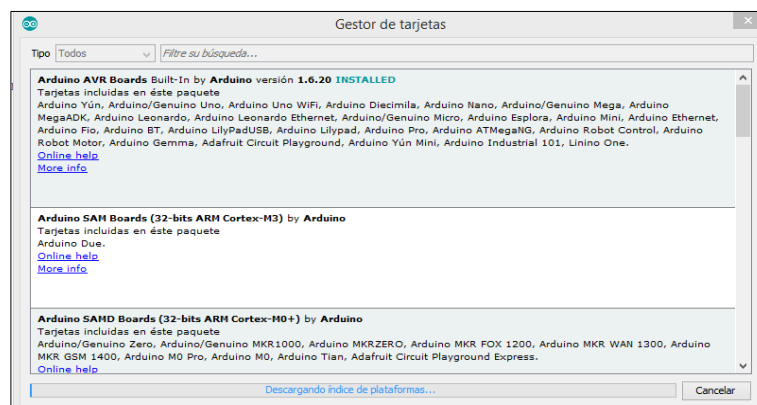 Gestor de tarjetas
Tipo Todos Filtre su búsqueda...
Arduino AVR Boards Built-In by Arduino versión 1.6.20 INSTALLED
Tarjetas incluidas en éste paquete
Arduino Yún, Arduino/Genuino Uno, Arduino Uno WiFi, Arduino Diecimila, Arduino Nano, Arduino/Genuino Mega, Arduino
MegaADK, Arduino Leonardo, Arduino Leonardo Ethernet, Arduino/Genuino Micro, Arduino Esplora, Arduino Mini, Arduino Ethernet,
Arduino Fio, Arduino BT, Arduino LilyPadUSB, Arduino Lilypad, Arduino Pro, Arduino ATMegaNG, Arduino Robot Control, Arduino
Robot Motor, Arduino Gemma, Adafruit Circuit Playground, Arduino Yún Mini, Arduino Industrial 101, Linino One.
Online help
More info
Arduino SAM Boards (32-bits ARM Cortex-M3) by Arduino
Tarjetas incluidas en éste paquete
Arduino Due.
Online help
More info
Arduino SAMD Boards (32-bits ARM Cortex-M0+) by Arduino
Tarjetas incluidas en éste paquete
Arduino/Genuino Zero, Arduino/Genuino MKR1000, Arduino MKRZERO, Arduino MKR FOX 1200, Arduino MKR WAN 1300, Arduino
MKR GSM 1400, Arduino M0 Pro, Arduino M0, Arduino Tian, Adafruit Circuit Playground Express.
Online help
Descargando índice de plataformas... Cancelar